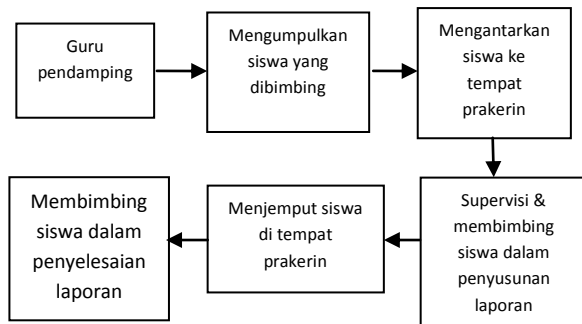 Guru
pendamping
Mengumpulkan
siswa yang
dibimbing
Mengantarkan
siswa ke
tempat
prakerin
Supervisi &
membimbing
siswa dalam
penyusunan
laporan
Menjemput siswa
di tempat
prakerin
Membimbing
siswa dalam
penyelesaian
laporan